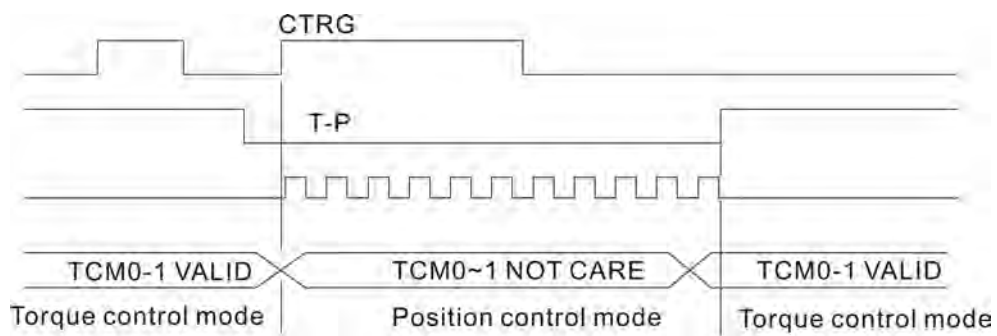 CTRG
T-P
TCM0-1 VALID TCM0~1 NOT CARE TCM0-1 VALID
Torque control mode Position control mode Torque control mode